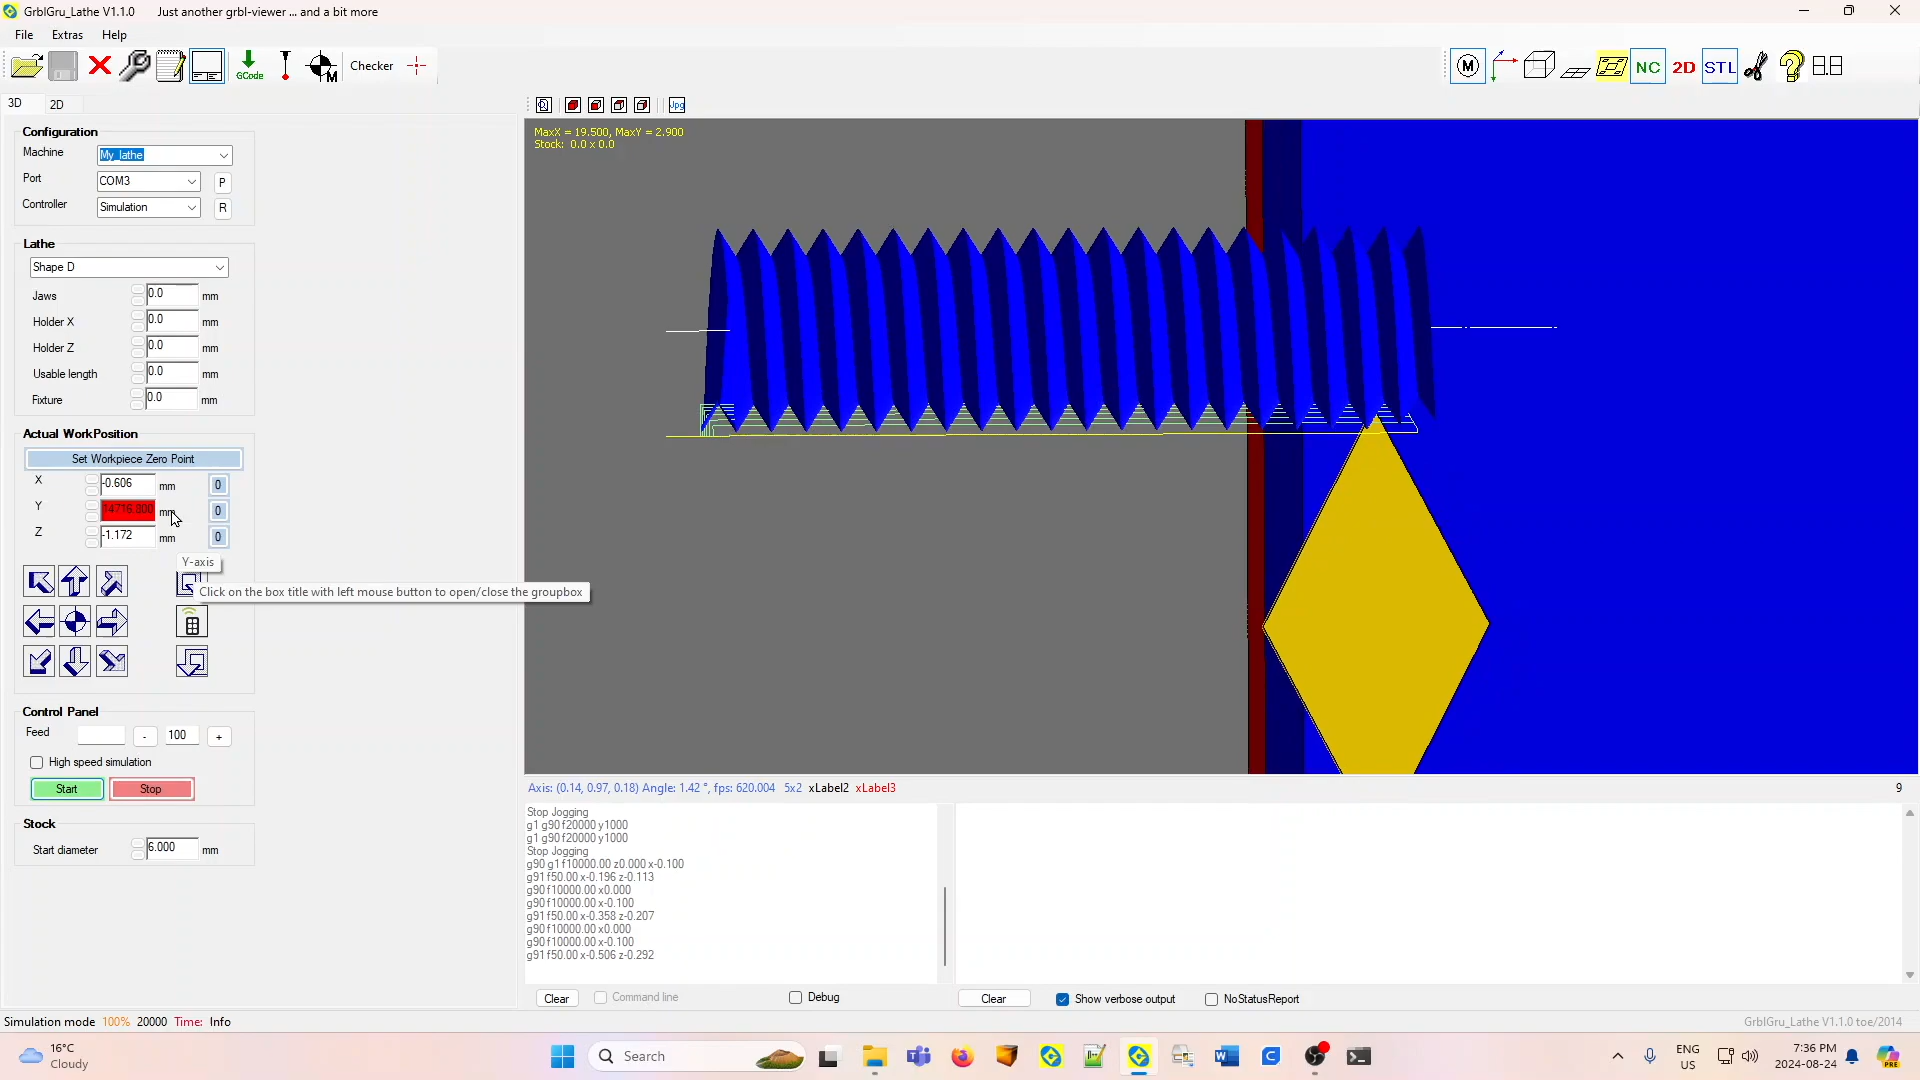 GrblGru_Lathe V1.1.0 Just another grbl-viewer ... and a bit more
File Extras Help
GCode
M
Checker
M
NC
2D
STL
3D 2D
Jpg
Configuration
Machine My_lathe
Port COM3 P
Controller Simulation R
Lathe
Shape D
Jaws 0.0 mm
Holder X 0.0 mm
Holder Z 0.0 mm
Usable length 0.0 mm
Fixture 0.0 mm
Actual WorkPosition
Set Workpiece Zero Point
X -0.606 mm 0
Y 14716.800 mm 0
Z -1.172 mm 0
Y-axis
Click on the box title with left mouse button to open/close the groupbox
Control Panel
Feed - 100 +
High speed simulation
Start Stop
Stock
Start diameter 6.000 mm
MaxX = 19.500, MaxY = 2.900
Stock: 0.0 x 0.0
Axis: (0.14, 0.97, 0.18) Angle: 1.42 °, fps: 620.004 5x2 xLabel2 xLabel3 9
Stop Jogging
g1 g90 f20000 y1000
g1 g90 f20000 y1000
Stop Jogging
g90 g1 f10000.00 z0.000 x-0.100
g91 f50.00 x-0.196 z-0.113
g90 f10000.00 x0.000
g90 f10000.00 x-0.100
g91 f50.00 x-0.358 z-0.207
g90 f10000.00 x0.000
g90 f10000.00 x-0.100
g91 f50.00 x-0.506 z-0.292
Clear Command line Debug Clear Show verbose output NoStatusReport
Simulation mode 100% 20000 Time: Info GrblGru_Lathe V1.1.0 toe/2014
16°C
Cloudy
Search
ENG
US
7:36 PM
2024-08-24
PRE